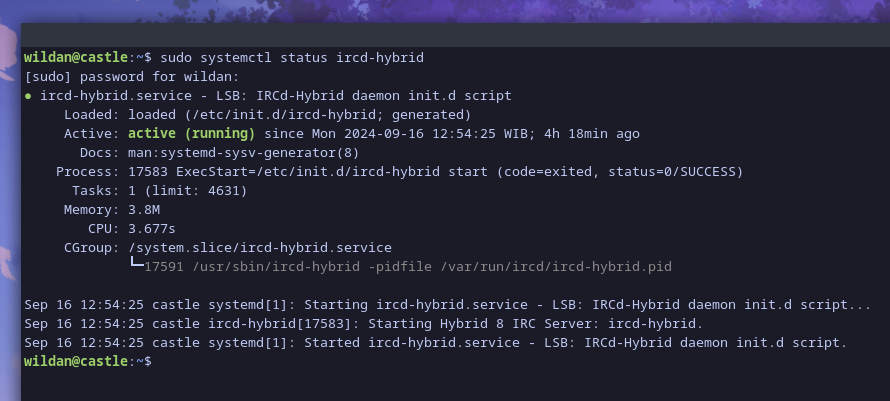 wildan@castle:~$ sudo systemctl status ircd-hybrid
[sudo] password for wildan:
● ircd-hybrid.service - LSB: IRCd-Hybrid daemon init.d script
     Loaded: loaded (/etc/init.d/ircd-hybrid; generated)
     Active: active (running) since Mon 2024-09-16 12:54:25 WIB; 4h 18min ago
       Docs: man:systemd-sysv-generator(8)
    Process: 17583 ExecStart=/etc/init.d/ircd-hybrid start (code=exited, status=0/SUCCESS)
      Tasks: 1 (limit: 4631)
     Memory: 3.8M
        CPU: 3.677s
     CGroup: /system.slice/ircd-hybrid.service
             └─17591 /usr/sbin/ircd-hybrid -pidfile /var/run/ircd/ircd-hybrid.pid

Sep 16 12:54:25 castle systemd[1]: Starting ircd-hybrid.service - LSB: IRCd-Hybrid daemon init.d script...
Sep 16 12:54:25 castle ircd-hybrid[17583]: Starting Hybrid 8 IRC Server: ircd-hybrid.
Sep 16 12:54:25 castle systemd[1]: Started ircd-hybrid.service - LSB: IRCd-Hybrid daemon init.d script.
wildan@castle:~$